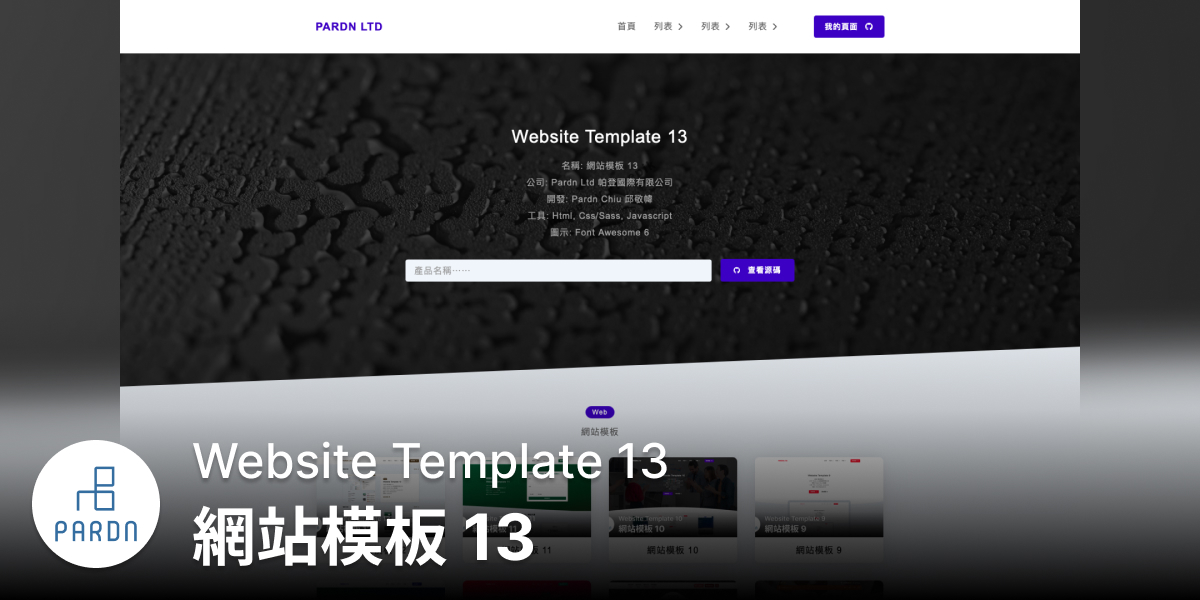 PARDN LTD
首頁 列表 列表 列表 我的頁面
Website Template 13
名稱: 網站模板 13
公司: Pardn Ltd 帕登國際有限公司
開發: Pardn Chiu 邱敬幃
工具: Html, Css/Sass, Javascript
圖示: Font Awesome 6
產品名稱⋯⋯ 查看源碼
Web
網站模板
Website Template 13
網站模板 13
PARDN
Website Template 10
網站模板 10
Website Template 9
網站模板 9
11
網站模板 10
網站模板 9